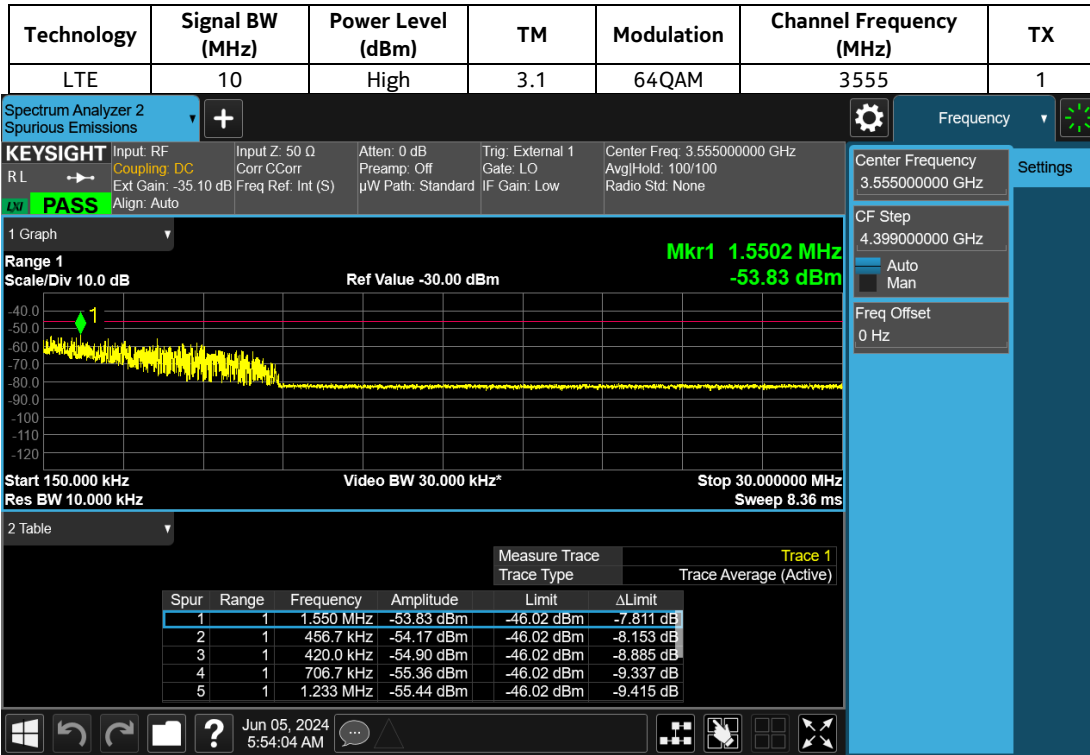 Technology Signal BW (MHz) Power Level (dBm) TM Modulation Channel Frequency (MHz) TX
LTE 10 High 3.1 64QAM 3555 1
Spectrum Analyzer 2
Spurious Emissions
Frequency
KEYSIGHT Input: RF Input Z: 50 Ω Atten: 0 dB Trig: External 1 Center Freq: 3.555000000 GHz
RL Coupling: DC Corr CCorr Preamp: Off Gate: LO Avg|Hold: 100/100
Ext Gain: -35.10 dB Freq Ref: Int (S) µW Path: Standard IF Gain: Low Radio Std: None
LXI PASS Align: Auto
Center Frequency
3.555000000 GHz
Settings
CF Step
4.399000000 GHz
Auto
Man
Freq Offset
0 Hz
1 Graph
Range 1
Mkr1 1.5502 MHz
Scale/Div 10.0 dB Ref Value -30.00 dBm -53.83 dBm
1
-40.0
-50.0
-60.0
-70.0
-80.0
-90.0
-100
-110
-120
Start 150.000 kHz Video BW 30.000 kHz* Stop 30.000000 MHz
Res BW 10.000 kHz Sweep 8.36 ms
2 Table
Measure Trace Trace 1
Trace Type Trace Average (Active)
Spur Range Frequency Amplitude Limit ΔLimit
1 1 1.550 MHz -53.83 dBm -46.02 dBm -7.811 dB
2 1 456.7 kHz -54.17 dBm -46.02 dBm -8.153 dB
3 1 420.0 kHz -54.90 dBm -46.02 dBm -8.885 dB
4 1 706.7 kHz -55.36 dBm -46.02 dBm -9.337 dB
5 1 1.233 MHz -55.44 dBm -46.02 dBm -9.415 dB
Jun 05, 2024
5:54:04 AM